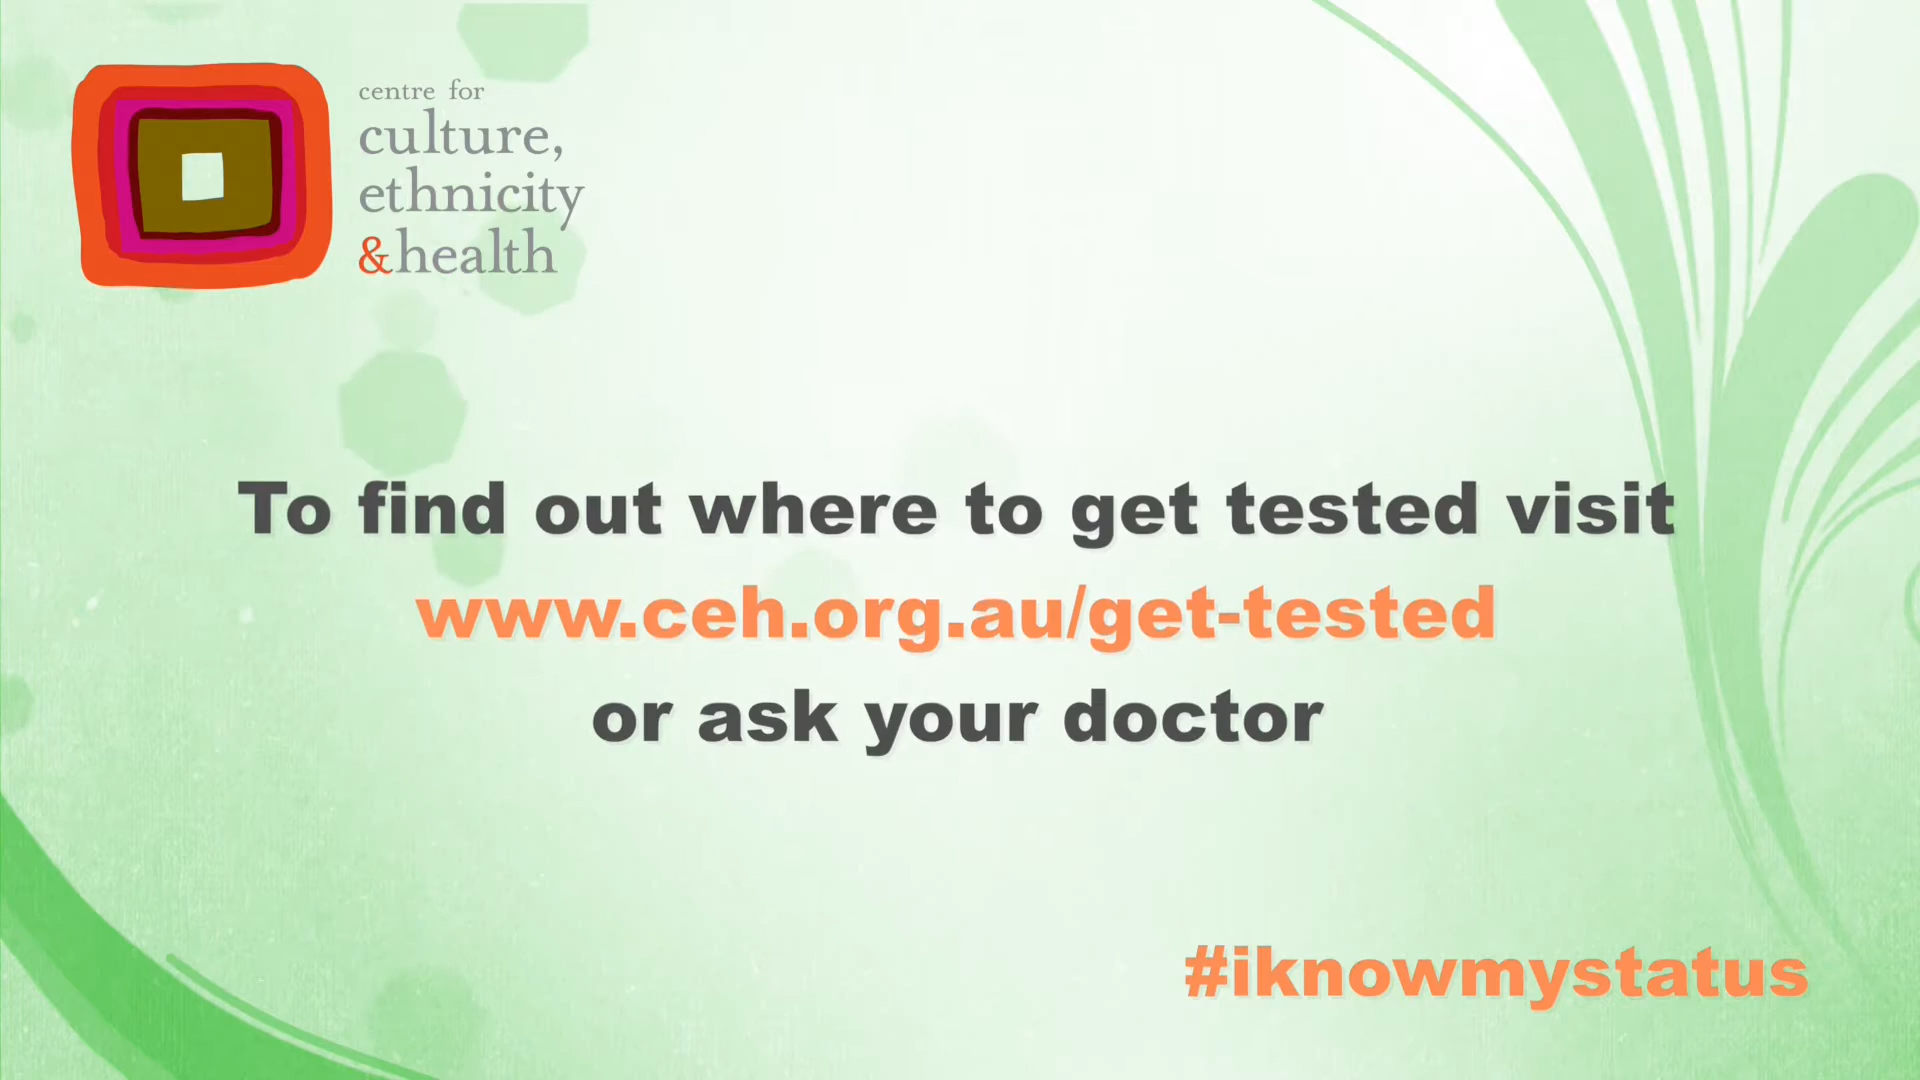 centre for
culture,
ethnicity
&health
To find out where to get tested visit
www.ceh.org.au/get-tested
or ask your doctor
#iknowmystatus